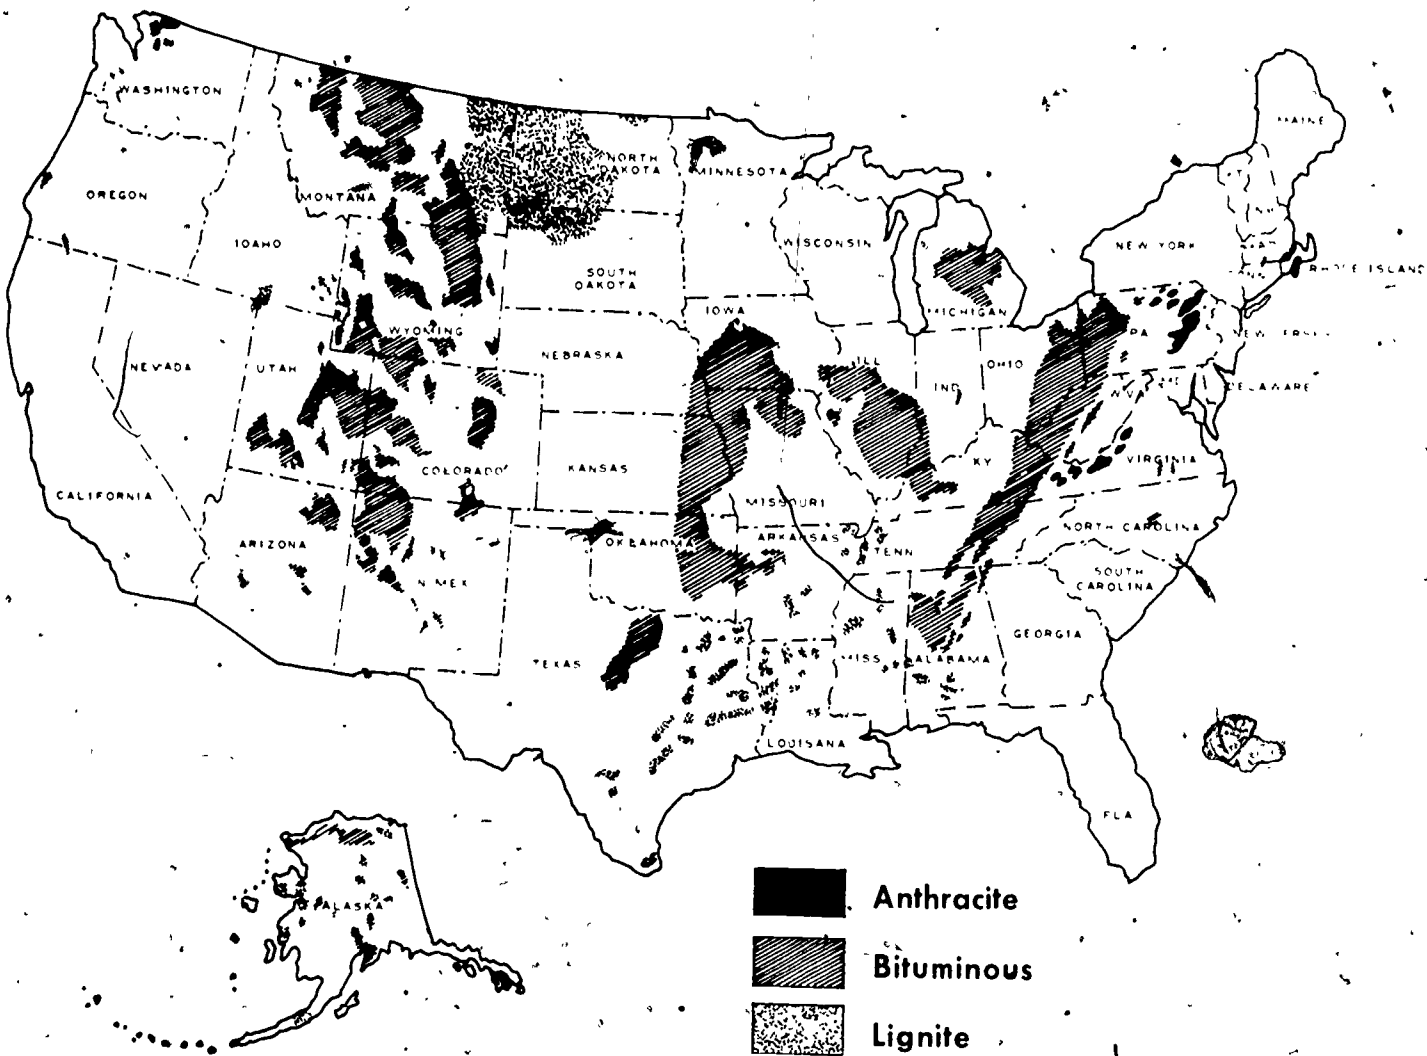 WASHINGTON
MAINE
NORTH
DAKOTA
MINNESOTA
MONTANA
OREGON
IDAHO
WISCONSIN
NEW YORK
RHODE ISLAND
SOUTH
DAKOTA
IOWA
MICHIGAN
WYOMING
NEBRASKA
NEVADA
UTAH
ILL
IND
OHIO
PA
DELAWARE
W VA
COLORADO
KANSAS
KY
VIRGINIA
CALIFORNIA
MISSOURI
NORTH CAROLINA
ARIZONA
OKLAHOMA
ARKANSAS
TENN
N MEX
SOUTH
CAROLINA
GEORGIA
TEXAS
MISS
ALABAMA
LOUISANA
FLA
ALASKA
Anthracite
Bituminous
Lignite